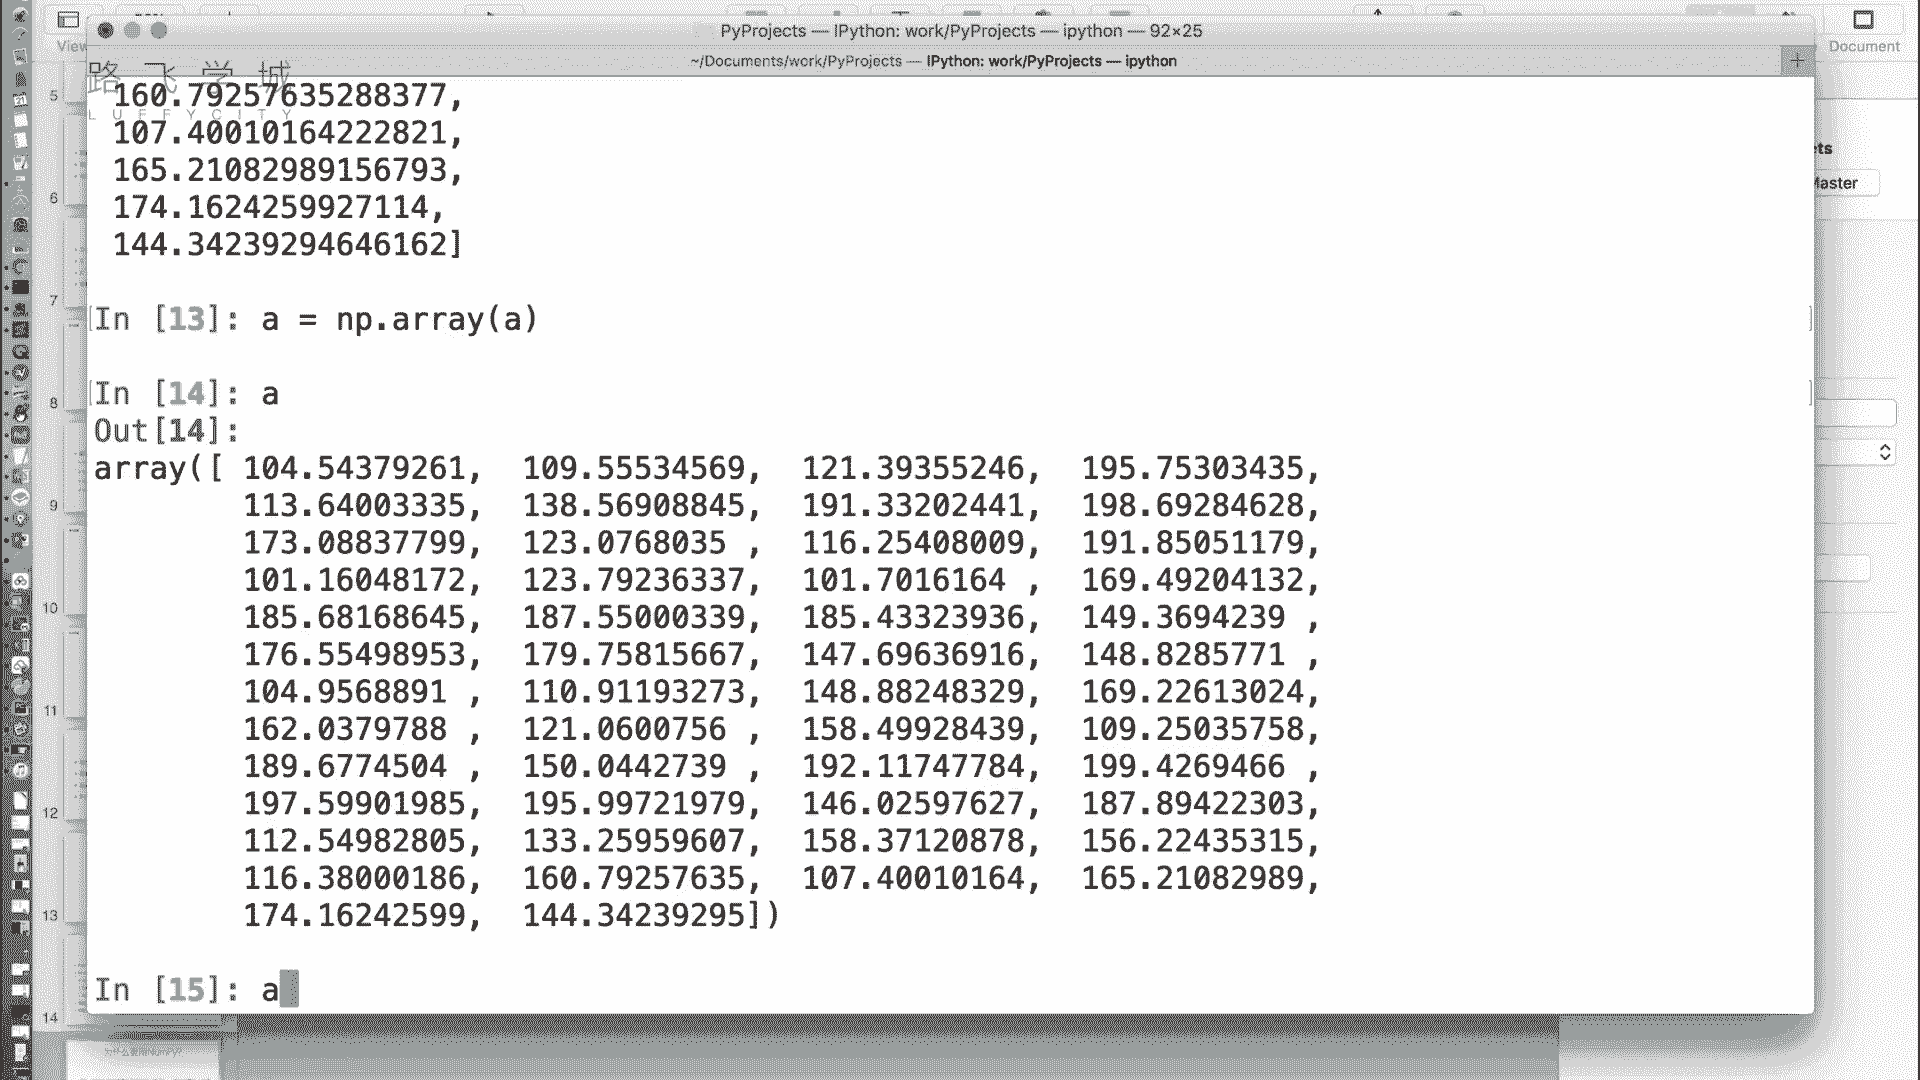 PyProjects — IPython: work/PyProjects — ipython — 92×25
View
Document
~/Documents/work/PyProjects — IPython: work/PyProjects — ipython
+
路飞学城
LUFFYCITY
160.79257635288377,
107.40010164222821,
165.21082989156793,
174.1624259927114,
144.34239294646162]
In [13]: a = np.array(a)
In [14]: a
Out[14]:
array([ 104.54379261,  109.55534569,  121.39355246,  195.75303435,
113.64003335,  138.56908845,  191.33202441,  198.69284628,
173.08837799,  123.0768035 ,  116.25408009,  191.85051179,
101.16048172,  123.79236337,  101.7016164 ,  169.49204132,
185.68168645,  187.55000339,  185.43323936,  149.3694239 ,
176.55498953,  179.75815667,  147.69636916,  148.8285771 ,
104.9568891 ,  110.91193273,  148.88248329,  169.22613024,
162.0379788 ,  121.0600756 ,  158.49928439,  109.25035758,
189.6774504 ,  150.0442739 ,  192.11747784,  199.4269466 ,
197.59901985,  195.99721979,  146.02597627,  187.89422303,
112.54982805,  133.25959607,  158.37120878,  156.22435315,
116.38000186,  160.79257635,  107.40010164,  165.21082989,
174.16242599,  144.34239295])
In [15]: a
5
6
7
8
9
10
11
12
13
14
ts
Master